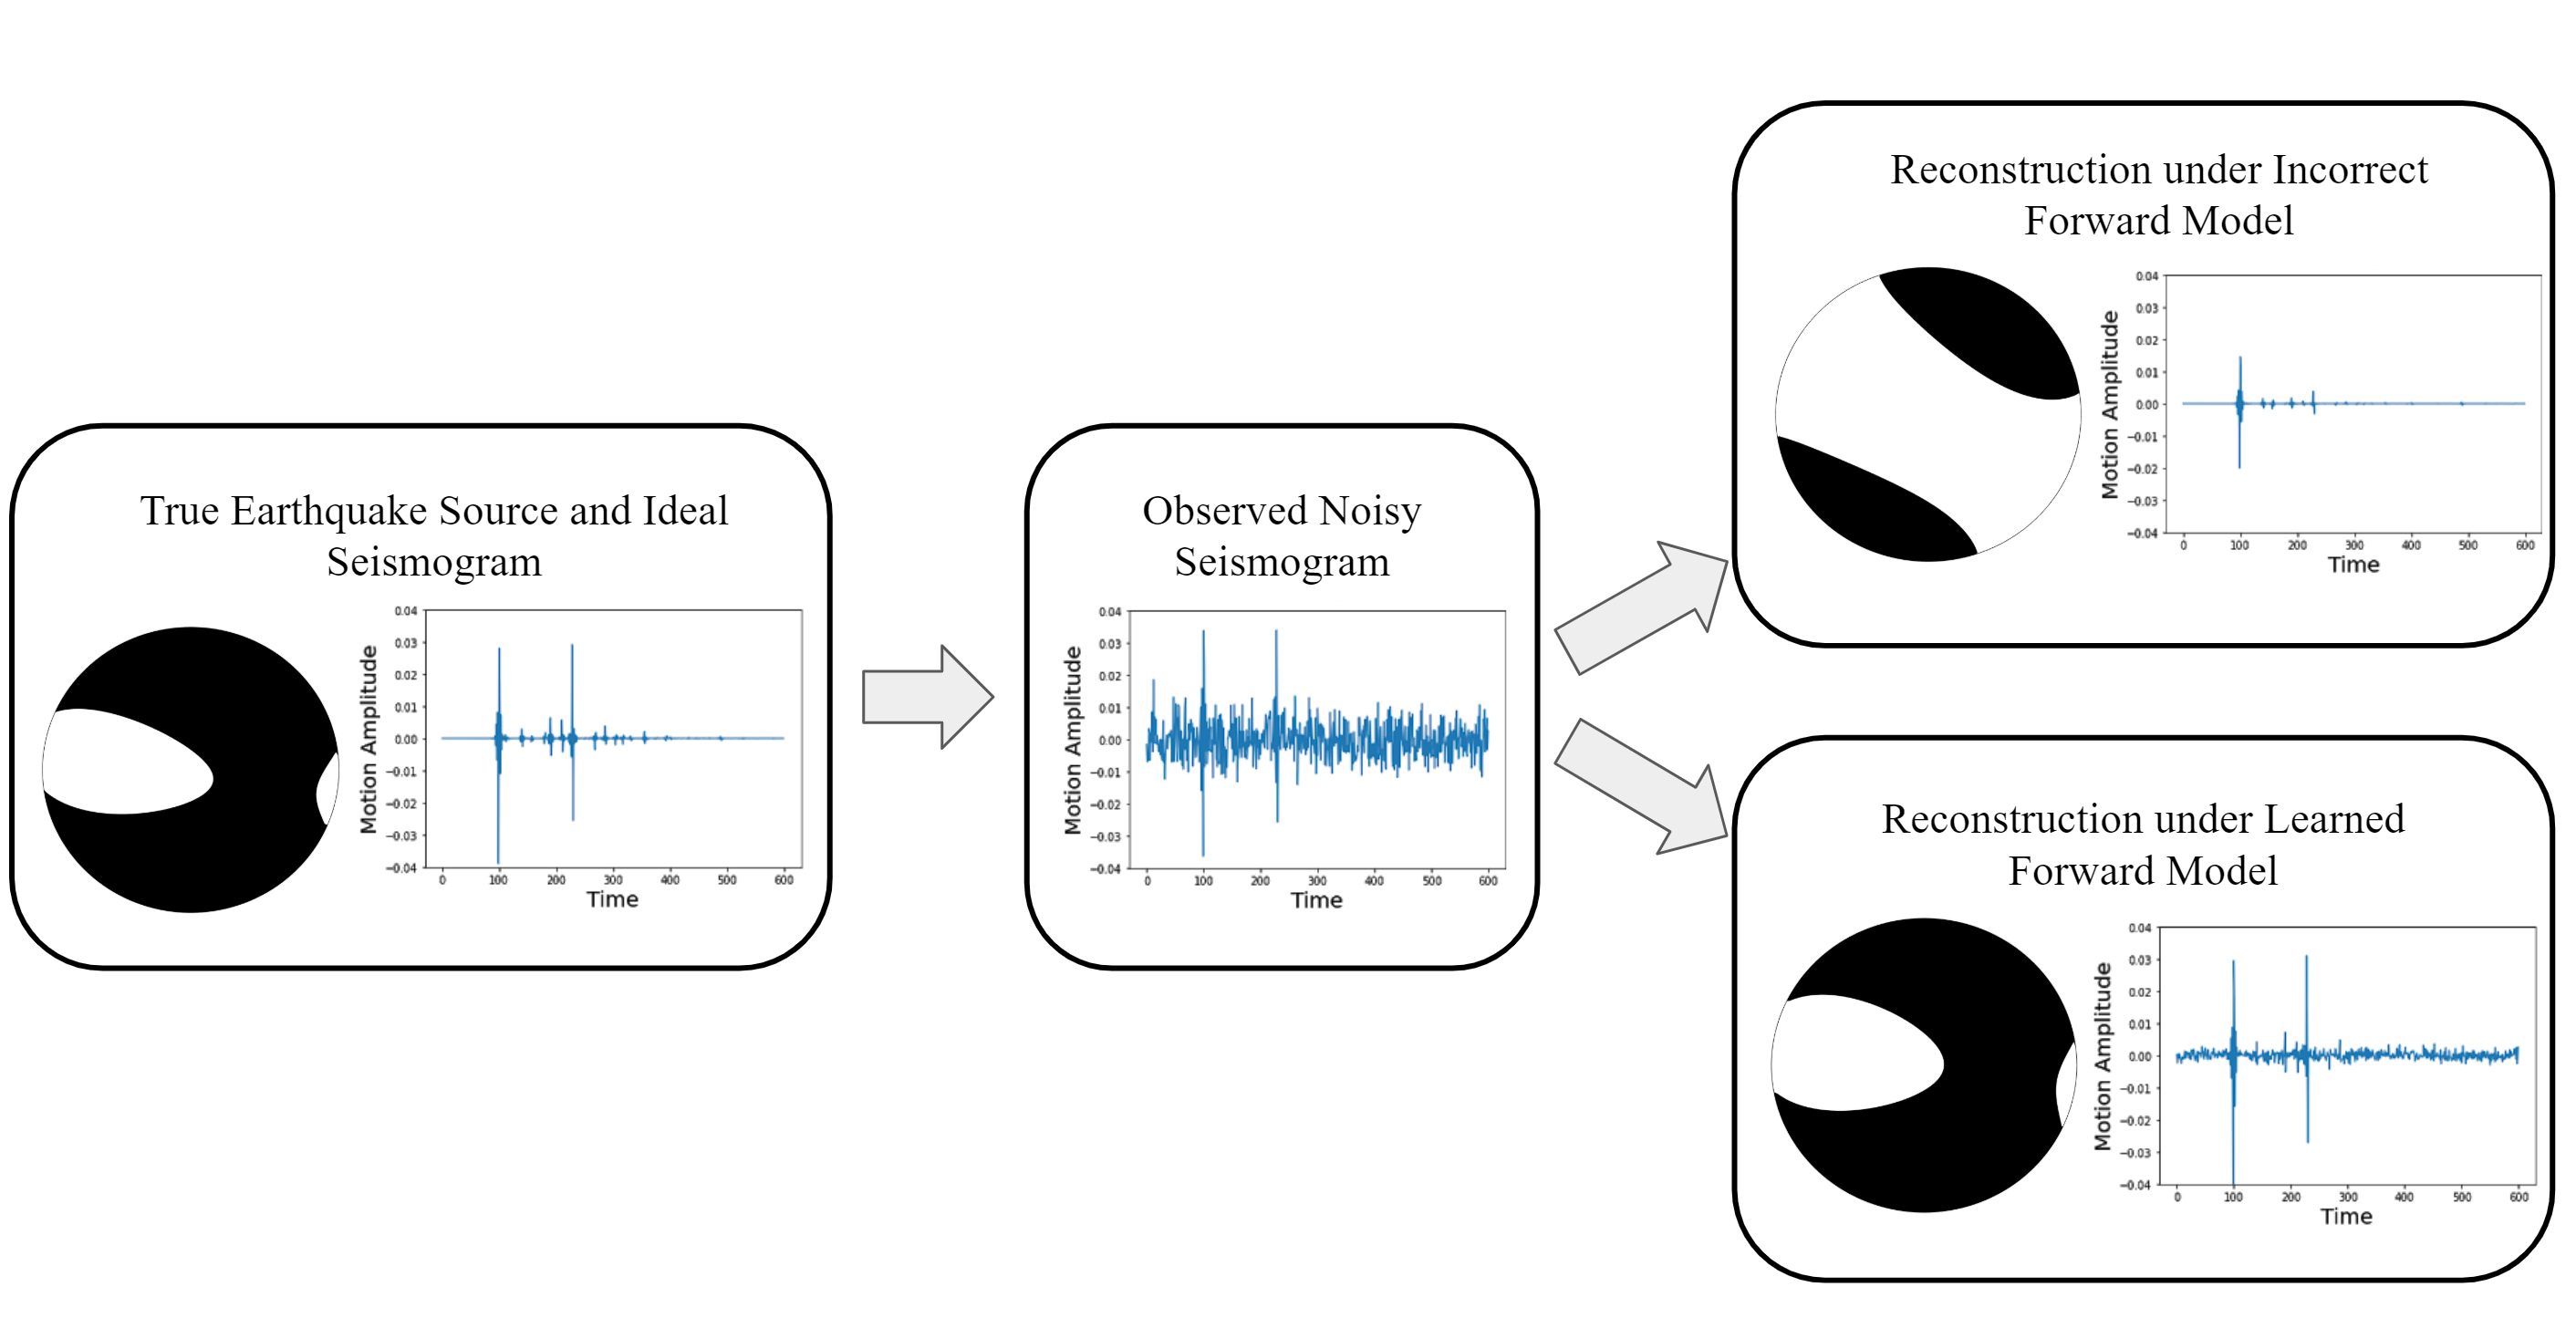 True Earthquake Source and Ideal
Seismogram
Motion Amplitude
0.04
0.03
0.02
0.01
0.00
−0.01
−0.02
−0.03
−0.04
0 100 200 300 400 500 600
Time
Observed Noisy
Seismogram
Motion Amplitude
0.04
0.03
0.02
0.01
0.00
−0.01
−0.02
−0.03
−0.04
0 100 200 300 400 500 600
Time
Reconstruction under Incorrect
Forward Model
Motion Amplitude
0.04
0.03
0.02
0.01
0.00
−0.01
−0.02
−0.03
−0.04
0 100 200 300 400 500 600
Time
Reconstruction under Learned
Forward Model
Motion Amplitude
0.04
0.03
0.02
0.01
0.00
−0.01
−0.02
−0.03
−0.04
0 100 200 300 400 500 600
Time